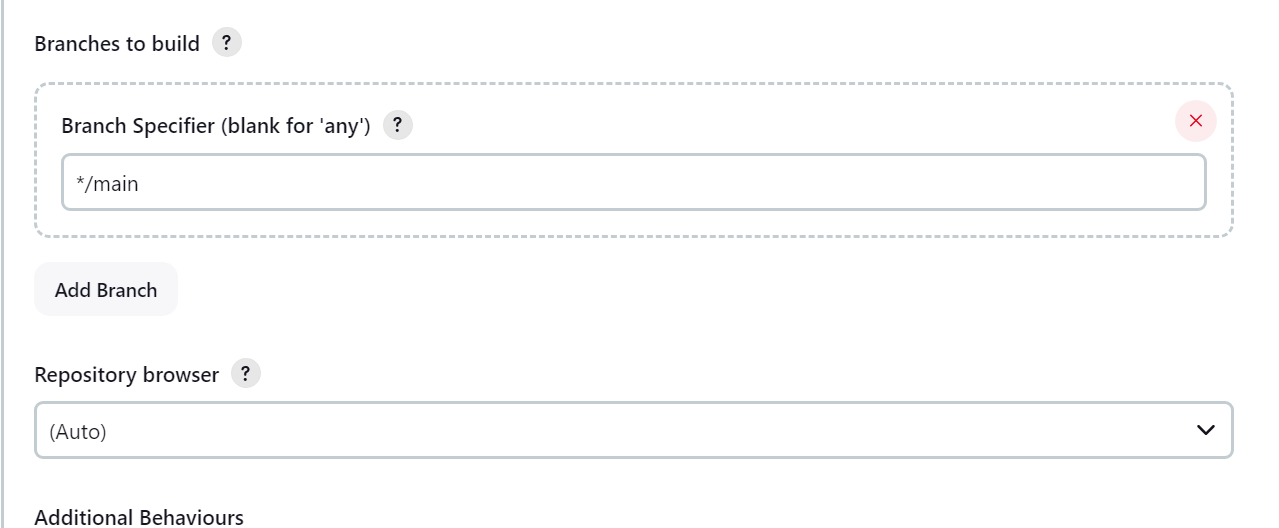 Branches to build ?
Branch Specifier (blank for 'any') ?
*/main
Add Branch
Repository browser ?
(Auto)
Additional Behaviours